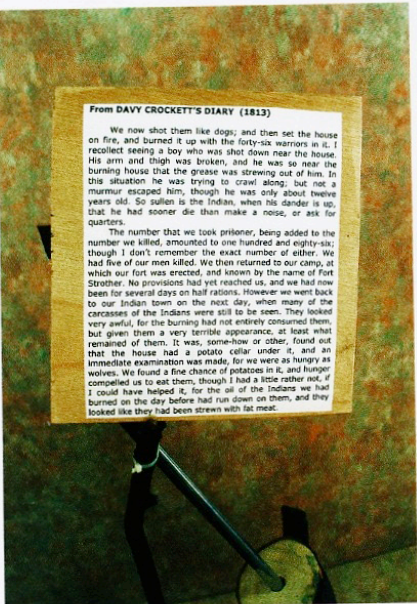 From DAVY CROCKETT'S DIARY (1813)
We now shot them like dogs; and then set the house
on fire, and burned it up with the forty-six warriors in it. I
recollect seeing a boy who was shot down near the house.
His arm and thigh was broken, and he was so near the
burning house that the grease was strewing out of him. In
this situation he was trying to crawl along; but not a
murmur escaped him, though he was only about twelve
years old. So sullen is the Indian, when his dander is up,
that he had sooner die than make a noise, or ask for
quarters.
The number that we took prisoner, being added to the
number we killed, amounted to one hundred and eighty-six;
though I don't remember the exact number of either. We
had five of our men killed. We then returned to our camp, at
which our fort was erected, and known by the name of Fort
Strother. No provisions had yet reached us, and we had now
been for several days on half rations. However we went back
to our Indian town on the next day, when many of the
carcasses of the Indians were still to be seen. They looked
very awful, for the burning had not entirely consumed them,
but given them a very terrible appearance, at least what
remained of them. It was, some-how or other, found out
that the house had a potato cellar under it, and an
immediate examination was made, for we were as hungry as
wolves. We found a fine chance of potatoes in it, and hunger
compelled us to eat them, though I had a little rather not, if
I could have helped it, for the oil of the Indians we had
burned on the day before had run down on them, and they
looked like they had been strewn with fat meat.